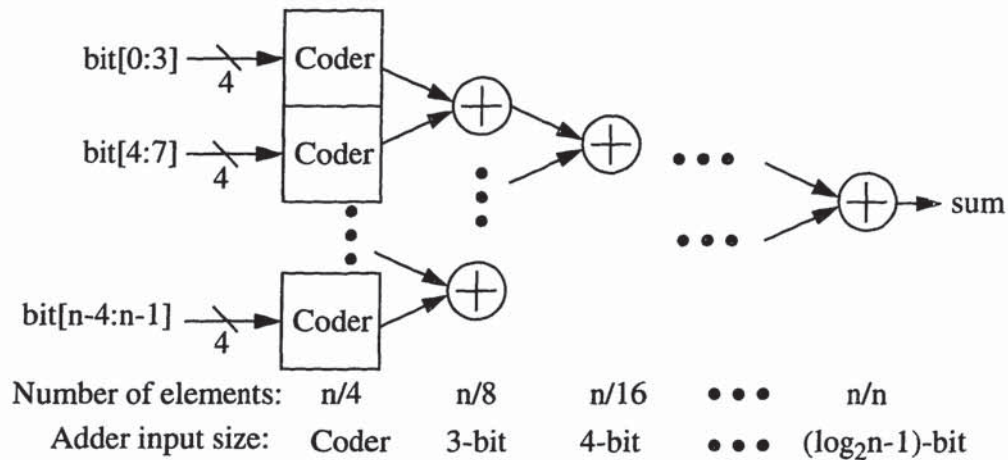 bit[0:3]
4
Coder
bit[4:7]
4
Coder
sum
bit[n-4:n-1]
4
Coder
Number of elements: n/4 n/8 n/16 n/n
Adder input size: Coder 3-bit 4-bit (log₂n-1)-bit